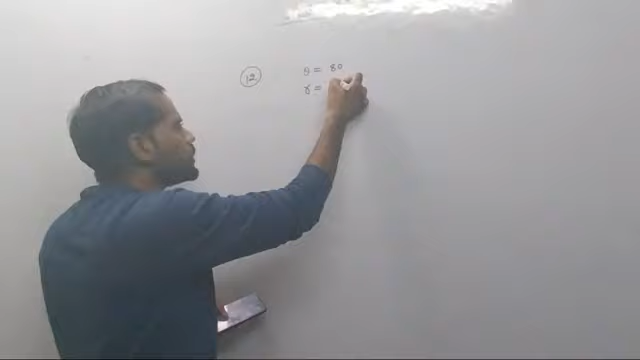 12
n = 80
r =